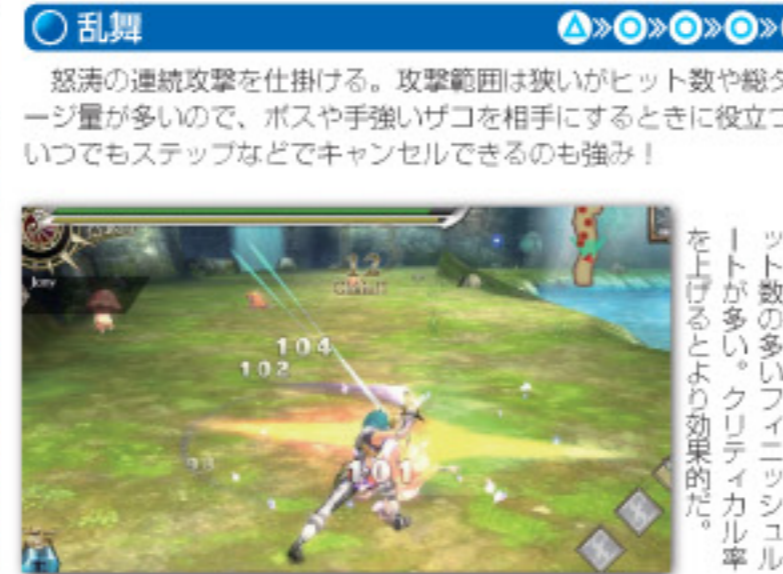 乱舞
△»○»○»○»
怒涛の連続攻撃を仕掛ける。攻撃範囲は狭いがヒット数や総ダ
ージ量が多いので、ボスや手強いザコを相手にするときに役立つ
いつでもステップなどでキャンセルできるのも強み！
ット数の多いフィニッシュル
ートが多い。クリティカル率
を上げるとより効果的だ。
Jony
12
104
102
93
101